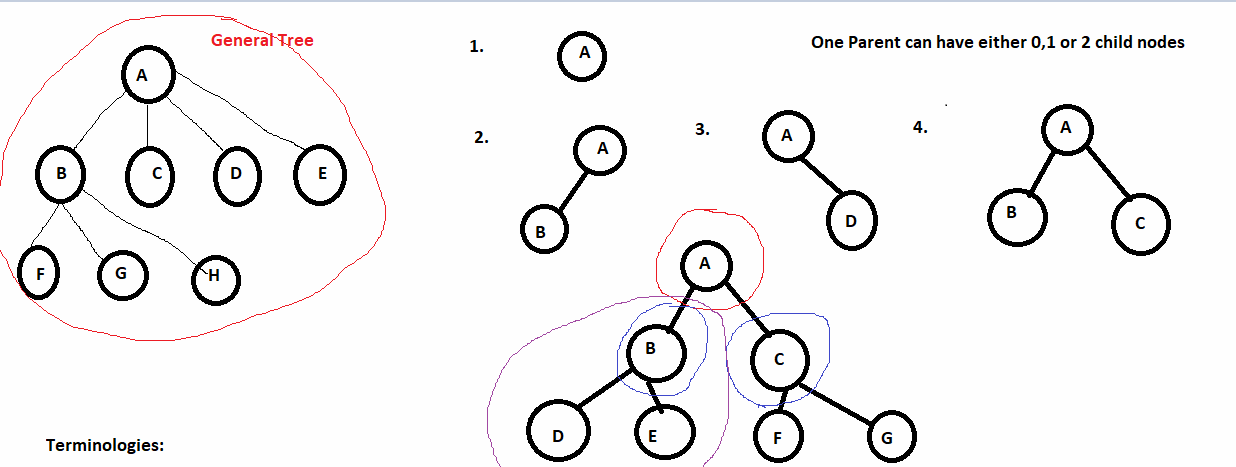 General Tree
A
B C D E
F G H
1.
A
One Parent can have either 0,1 or 2 child nodes
2.
A
B
3.
A
D
4.
A
B C
A
B C
D E F G
Terminologies: